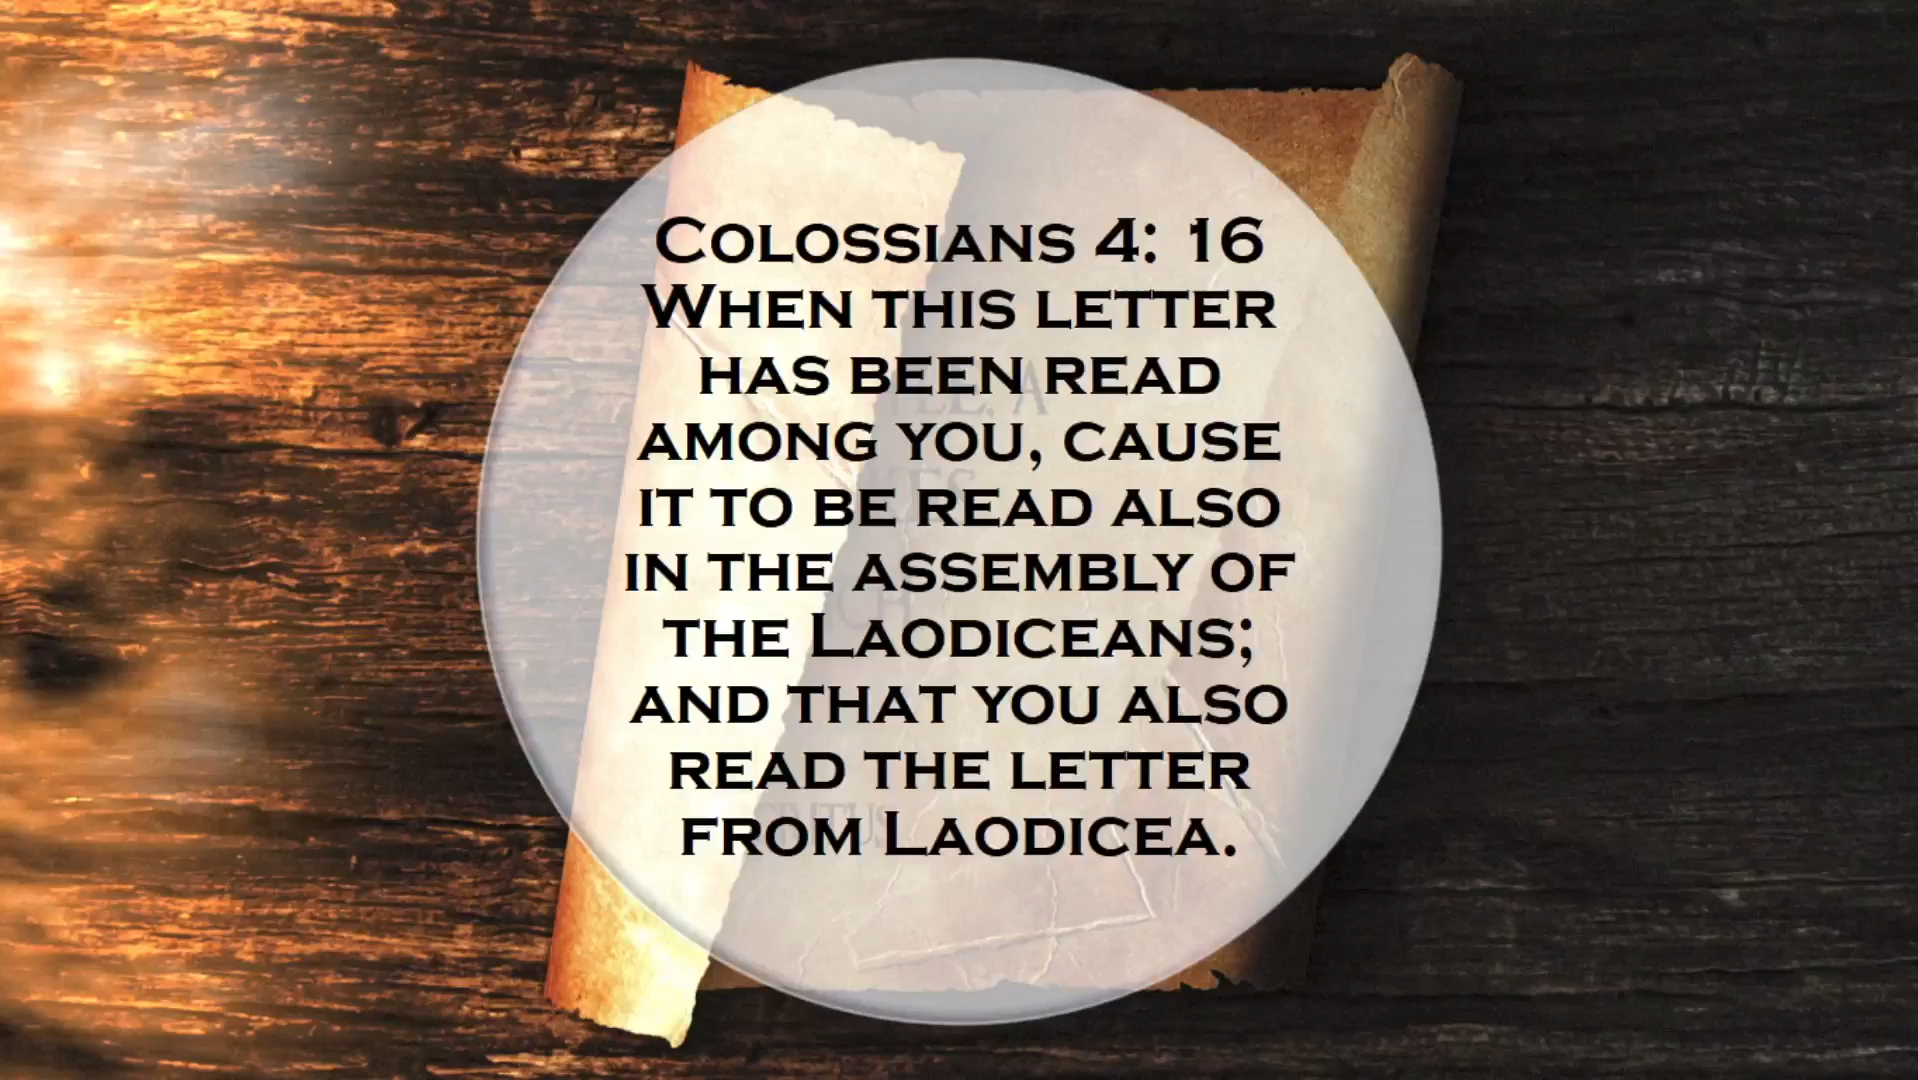 Colossians 4: 16
When this letter
has been read
among you, cause
it to be read also
in the assembly of
the Laodiceans;
and that you also
read the letter
from Laodicea.